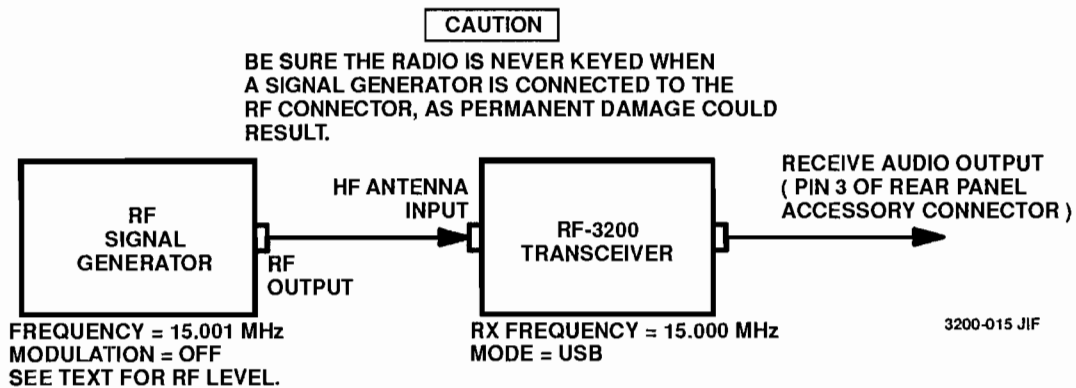 CAUTION
BE SURE THE RADIO IS NEVER KEYED WHEN
A SIGNAL GENERATOR IS CONNECTED TO THE
RF CONNECTOR, AS PERMANENT DAMAGE COULD
RESULT.
RF
SIGNAL
GENERATOR
RF
OUTPUT
HF ANTENNA
INPUT
RF-3200
TRANSCEIVER
RECEIVE AUDIO OUTPUT
( PIN 3 OF REAR PANEL
ACCESSORY CONNECTOR )
FREQUENCY = 15.001 MHz
MODULATION = OFF
SEE TEXT FOR RF LEVEL.
RX FREQUENCY = 15.000 MHz
MODE = USB
3200-015 JIF